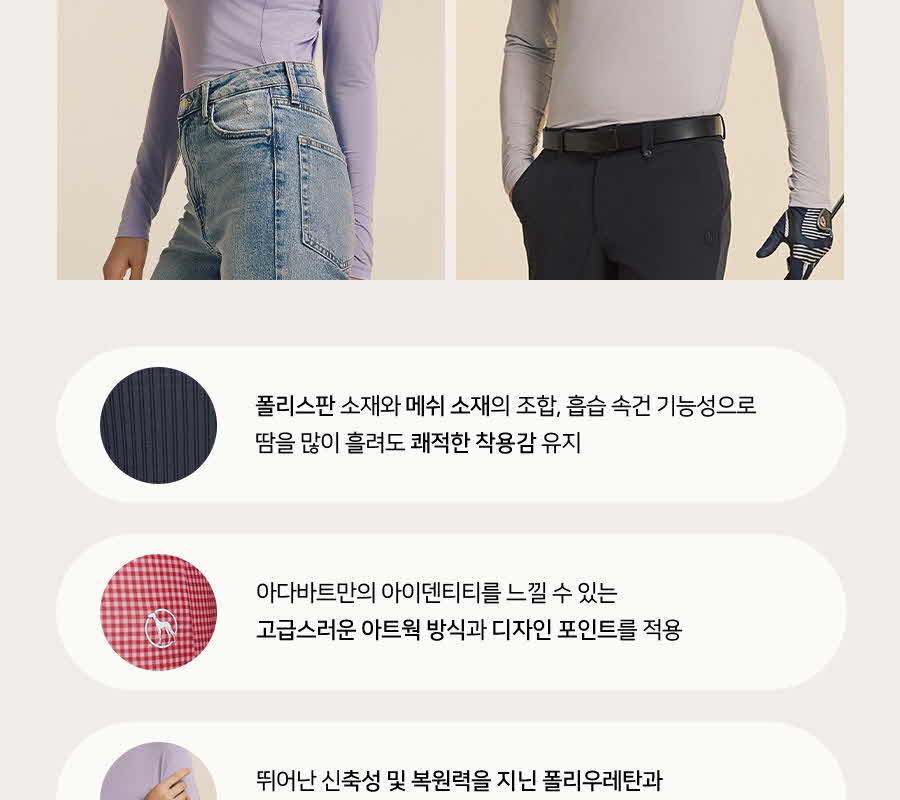 폴리스판 소재와 메쉬 소재의 조합, 흡습 속건 기능성으로
땀을 많이 흘려도 쾌적한 착용감 유지
아다바트만의 아이덴티티를 느낄 수 있는
고급스러운 아트웍 방식과 디자인 포인트를 적용
뛰어난 신축성 및 복원력을 지닌 폴리우레탄과